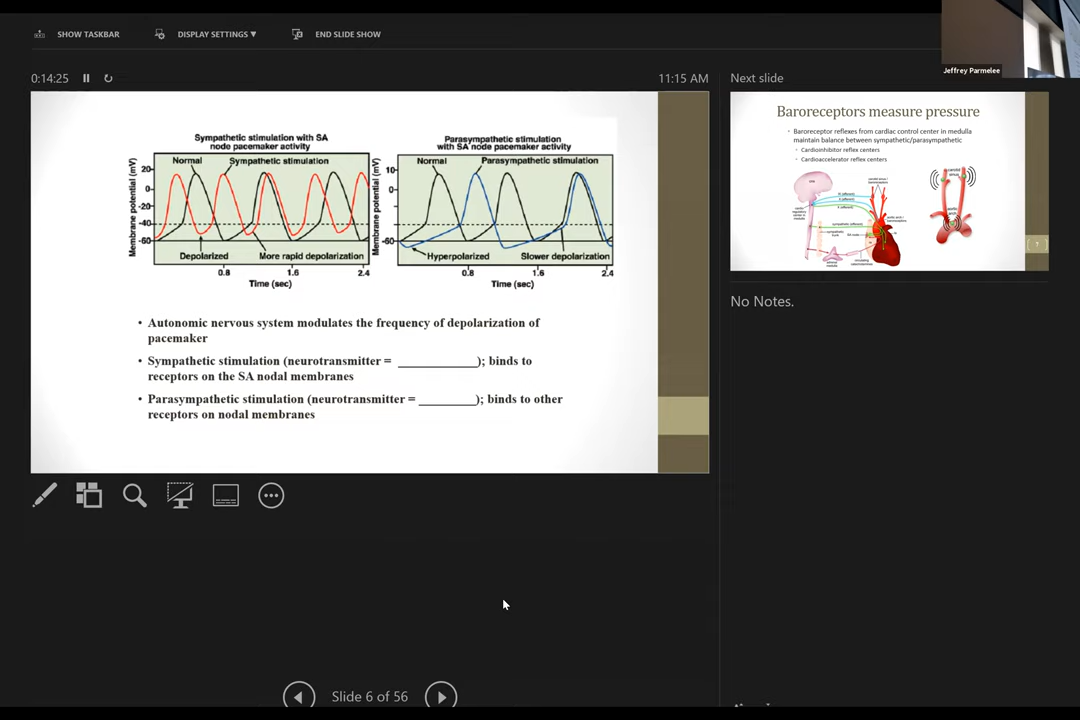 SHOW TASKBAR
DISPLAY SETTINGS ▼
END SLIDE SHOW
Jeffrey Parmelee
0:14:25
11:15 AM
Next slide
Sympathetic stimulation with SA
node pacemaker activity
Normal
Sympathetic stimulation
Membrane potential (mV)
20
0
-20
-40
-60
Depolarized
More rapid depolarization
0.8
1.6
2.4
Time (sec)
Parasympathetic stimulation
with SA node pacemaker activity
Normal
Parasympathetic stimulation
Membrane potential (mV)
10
0
-60
Hyperpolarized
Slower depolarization
0.8
1.6
2.4
Time (sec)
• Autonomic nervous system modulates the frequency of depolarization of
pacemaker
• Sympathetic stimulation (neurotransmitter = ____________); binds to
receptors on the SA nodal membranes
• Parasympathetic stimulation (neurotransmitter = _________); binds to other
receptors on nodal membranes
Baroreceptors measure pressure
• Baroreceptor reflexes from cardiac control center in medulla
maintain balance between sympathetic/parasympathetic
• Cardioinhibitor reflex centers
• Cardioaccelerator reflex centers
carotid
sinus
aortic
arch
7
No Notes.
Slide 6 of 56